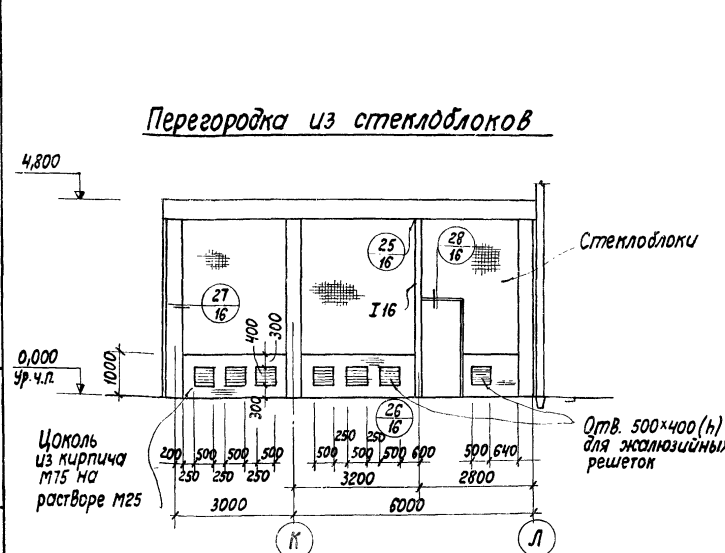 Перегородка из стеклоблоков
4,800
25
16
28
16
Стеклоблоки
27
16
I16
400
300
0,000
Ур.ч.п.
1000
300
26
16
Отв. 500×400 (h)
для жалюзийных
решеток
Цоколь
из кирпича
М75 на
растворе М25
200 500 500 500
250 250 250
250 250
500 500 500 600
500 640
3200 2800
3000 6000
К Л